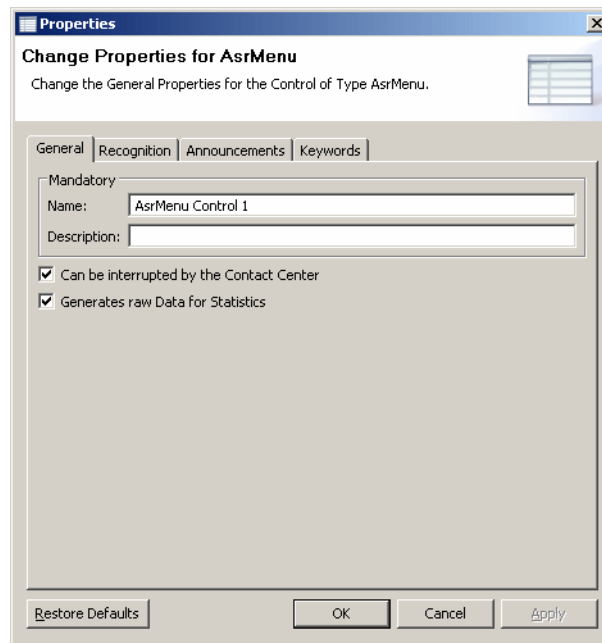 Properties
Change Properties for AsrMenu
Change the General Properties for the Control of Type AsrMenu.
General Recognition Announcements Keywords
Mandatory
Name: AsrMenu Control 1
Description:
Can be interrupted by the Contact Center
Generates raw Data for Statistics
Restore Defaults OK Cancel Apply